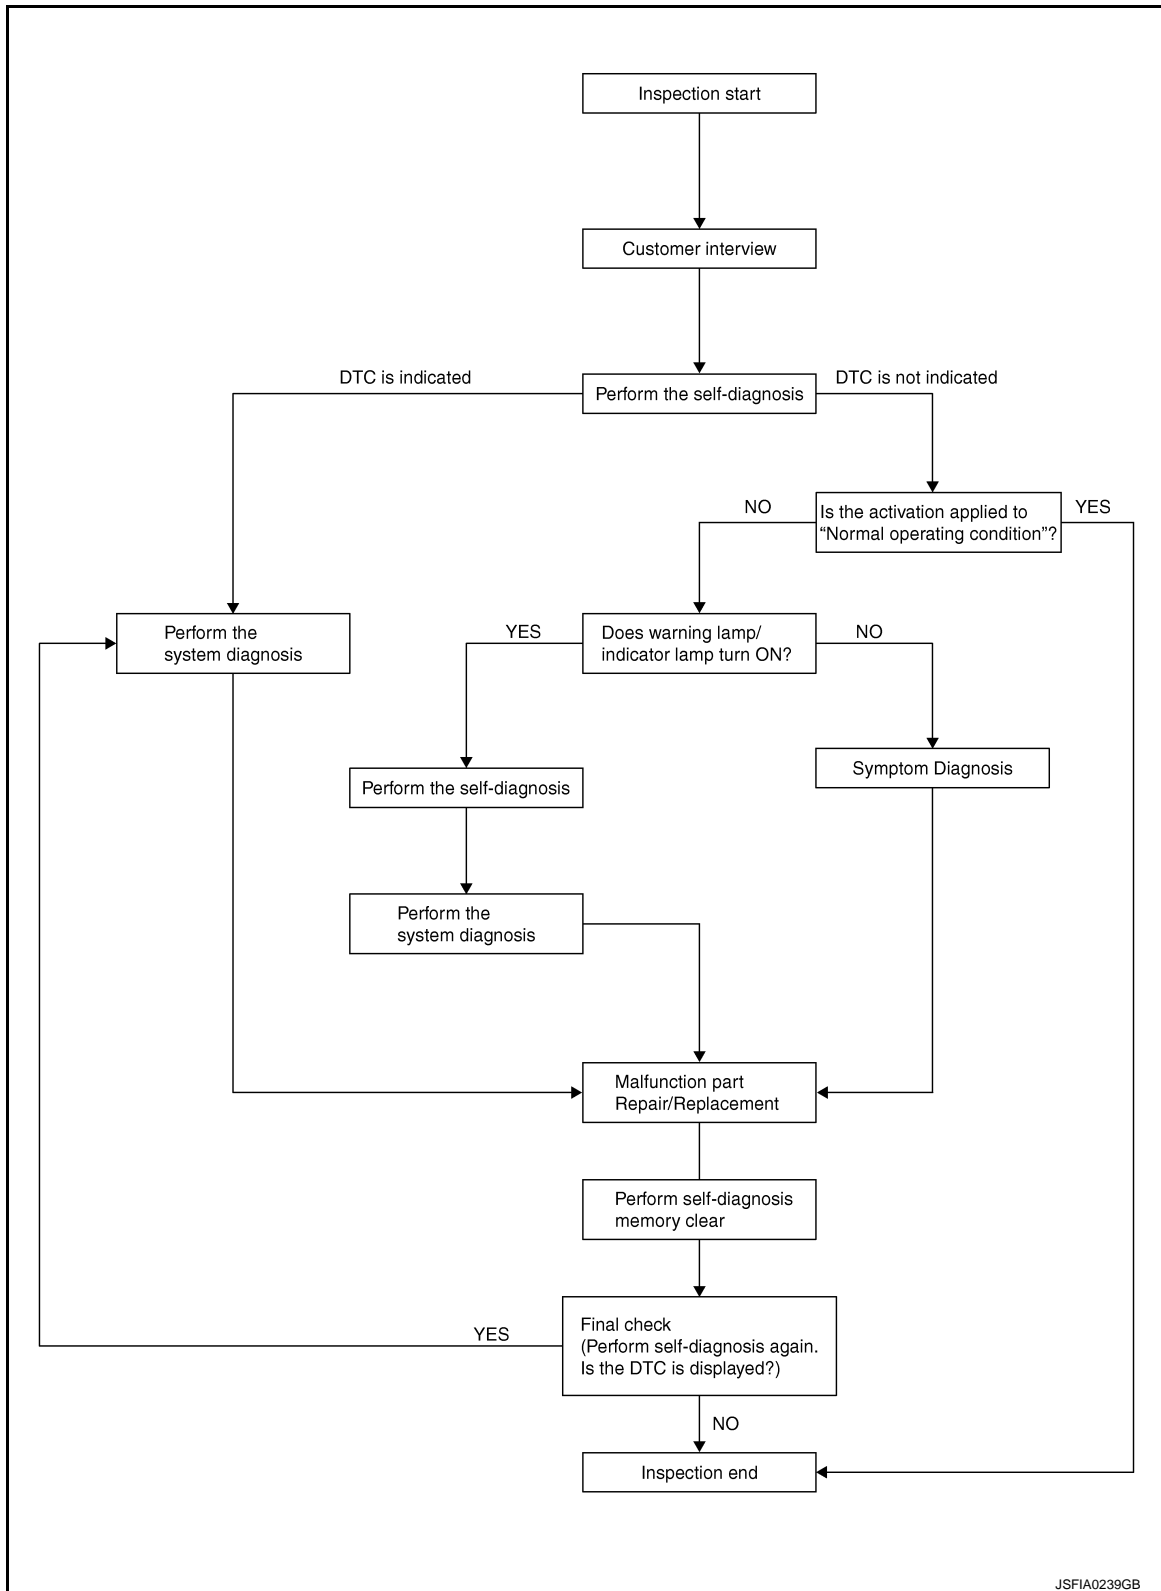 Inspection start
Customer interview
DTC is indicated
DTC is not indicated
Perform the self-diagnosis
NO
Is the activation applied to
“Normal operating condition”?
YES
Perform the
system diagnosis
YES
Does warning lamp/
indicator lamp turn ON?
NO
Perform the self-diagnosis
Symptom Diagnosis
Perform the
system diagnosis
Malfunction part
Repair/Replacement
Perform self-diagnosis
memory clear
YES
Final check
(Perform self-diagnosis again.
Is the DTC is displayed?)
NO
Inspection end
JSFIA0239GB